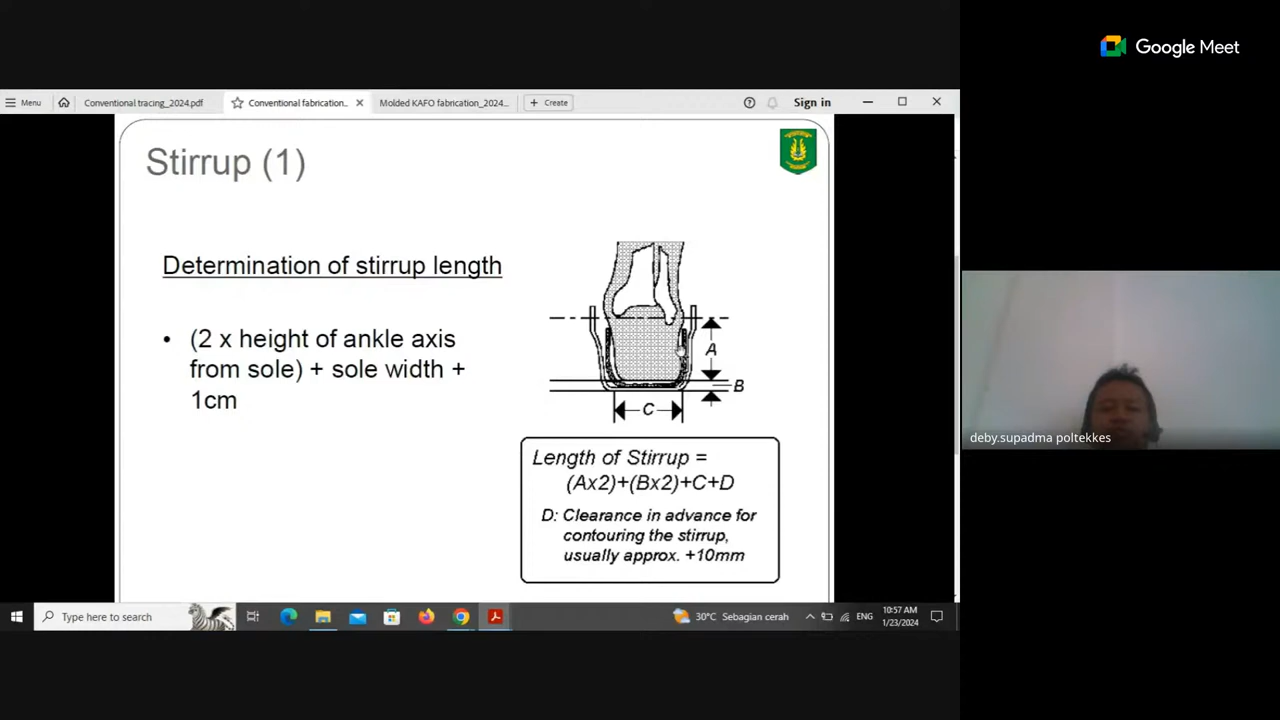 Google Meet
Menu
Conventional tracing_2024.pdf
Conventional fabrication...
Molded KAFO fabrication_2024...
Create
Sign in
Stirrup (1)
Determination of stirrup length
• (2 x height of ankle axis
from sole) + sole width +
1cm
A
B
C
Length of Stirrup =
(Ax2)+(Bx2)+C+D
D: Clearance in advance for
contouring the stirrup,
usually approx. +10mm
deby.supadma poltekkes
Type here to search
30°C Sebagian cerah
ENG
10:57 AM
1/23/2024